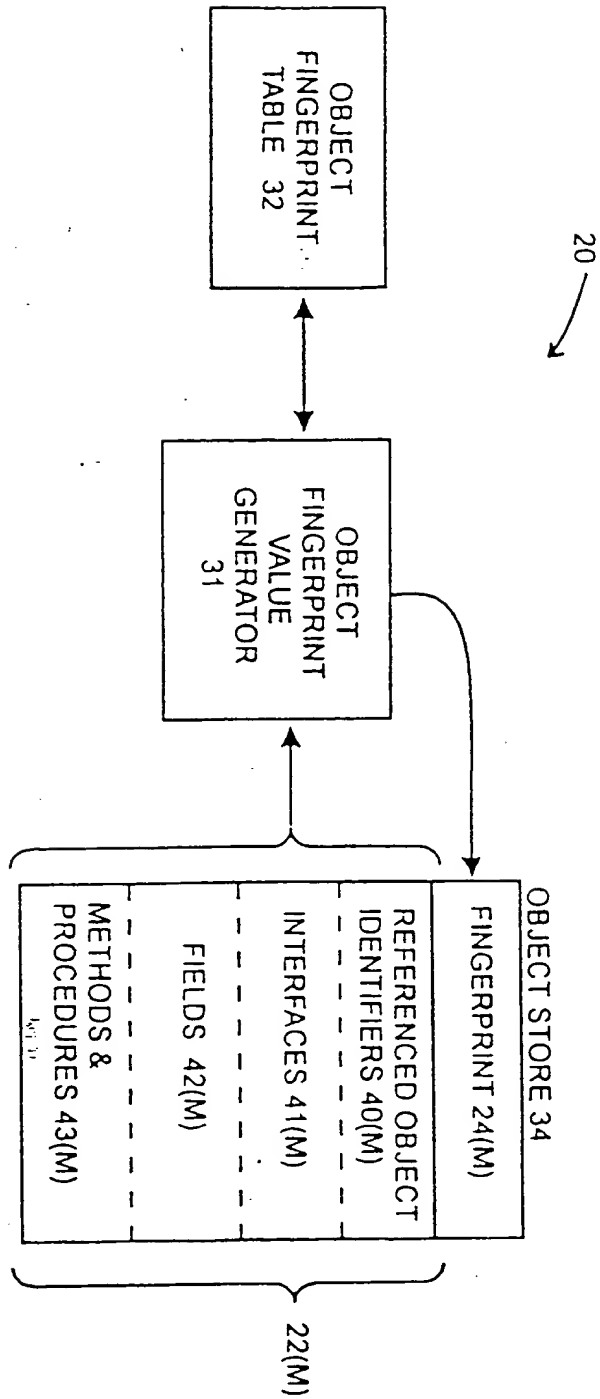 20
OBJECT
FINGERPRINT
TABLE 32
OBJECT
FINGERPRINT
VALUE
GENERATOR
31
OBJECT STORE 34
FINGERPRINT 24(M)
REFERENCED OBJECT
IDENTIFIERS 40(M)
INTERFACES 41(M)
FIELDS 42(M)
METHODS &
PROCEDURES 43(M)
22(M)